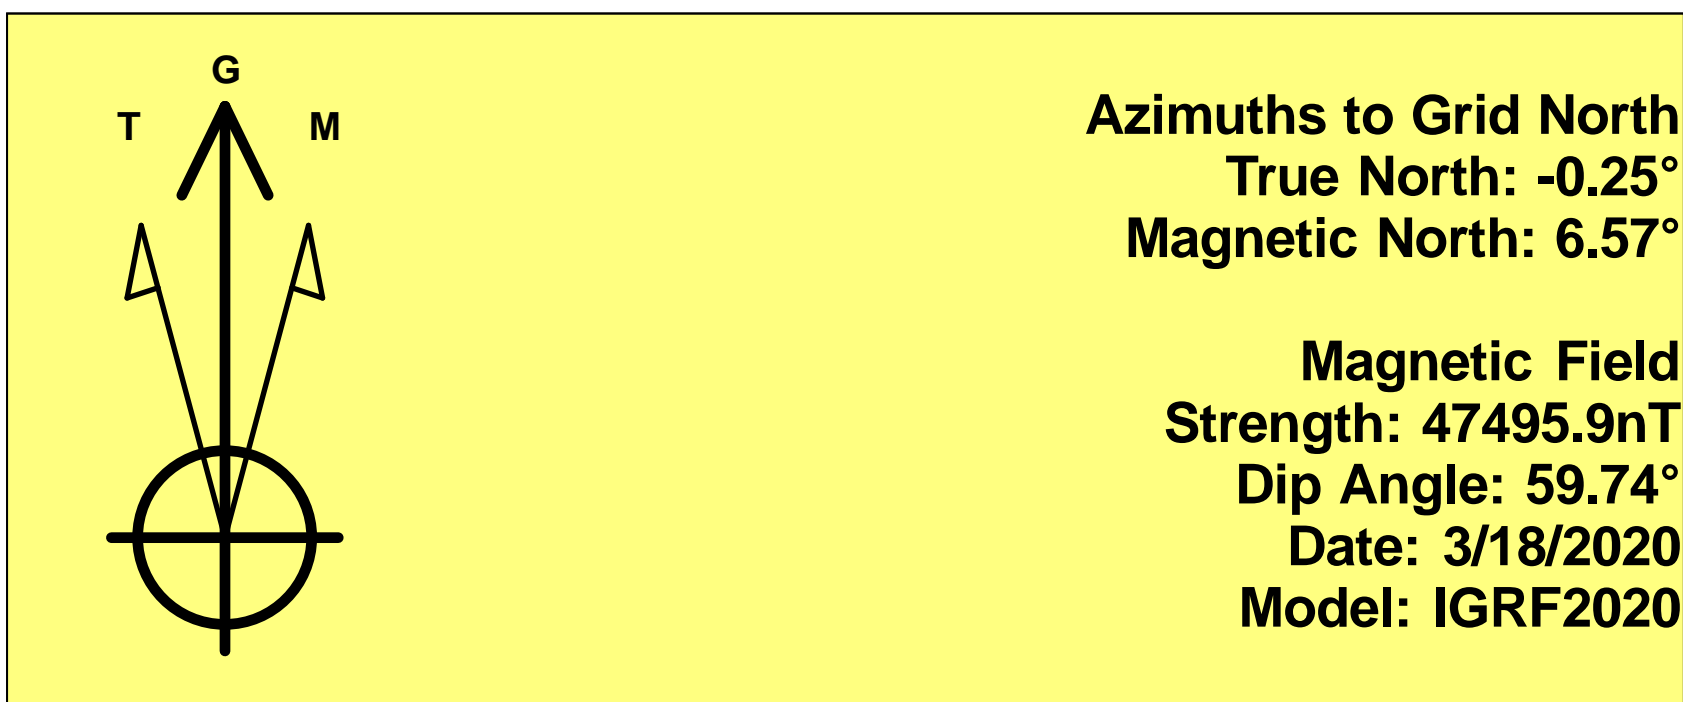 G
T
M
Azimuths to Grid North
True North: -0.25°
Magnetic North: 6.57°
Magnetic Field
Strength: 47495.9nT
Dip Angle: 59.74°
Date: 3/18/2020
Model: IGRF2020